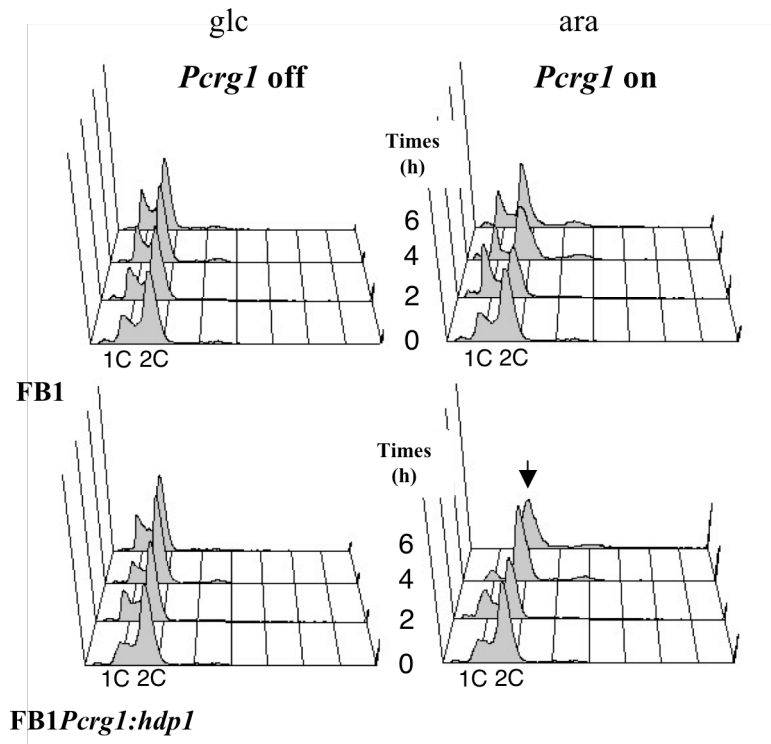 glc
ara
Pcrg1 off
Pcrg1 on
Times
(h)
6
4
2
0
1C 2C
1C 2C
FB1
Times
(h)
6
4
2
0
1C 2C
1C 2C
FB1Pcrg1:hdp1